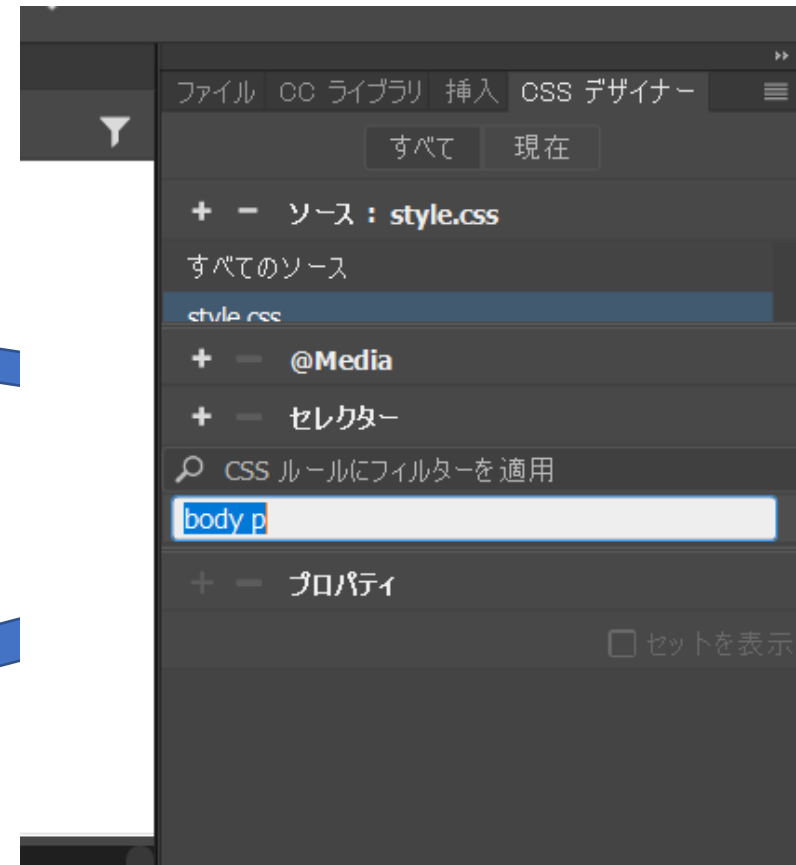 ファイル CC ライブラリ 挿入 CSS デザイナー
すべて 現在
+ - ソース : style.css
すべてのソース
style.css
+ - @Media
+ - セレクター
CSS ルールにフィルターを適用
body p
+ - プロパティ
セットを表示